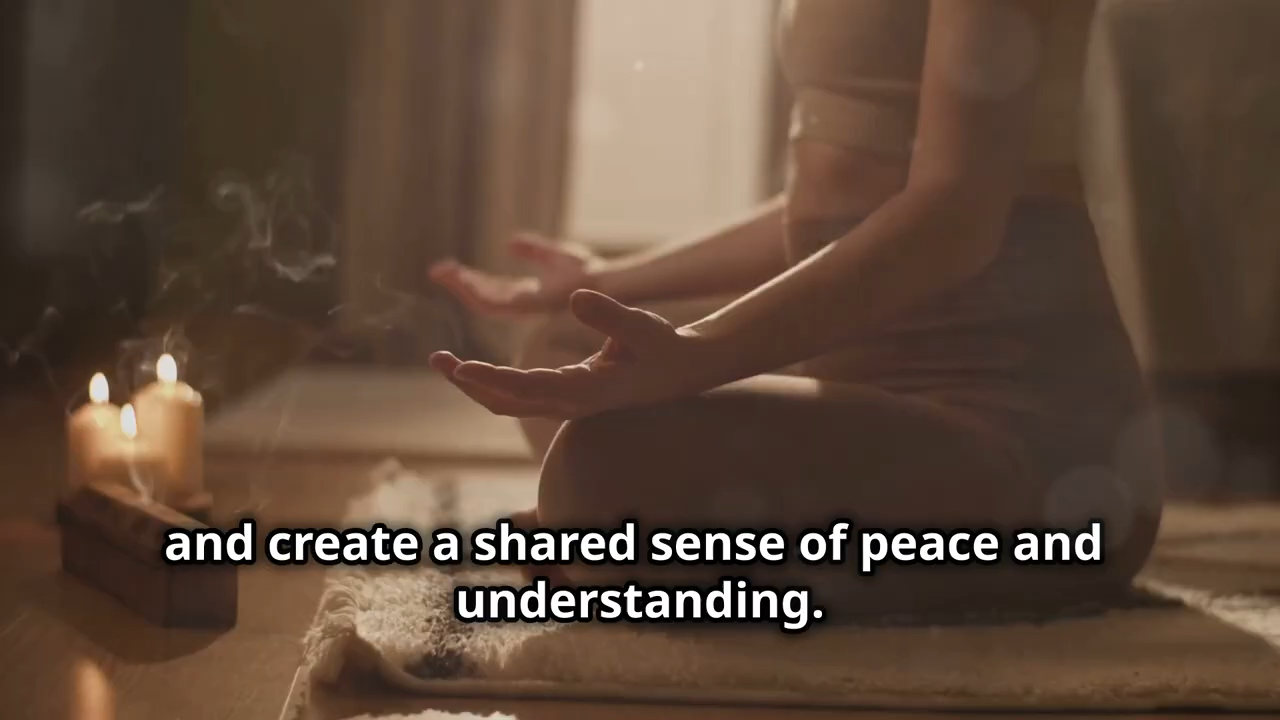 and create a shared sense of peace and
understanding.